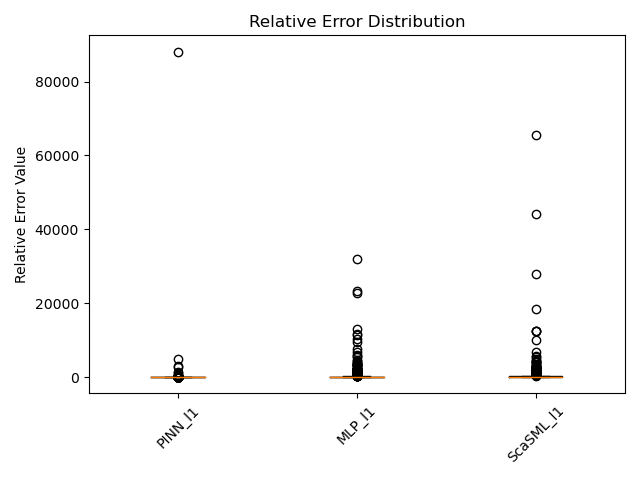 Relative Error Distribution
Relative Error Value
80000
60000
40000
20000
0
PINN_l1
MLP_l1
ScaSML_l1